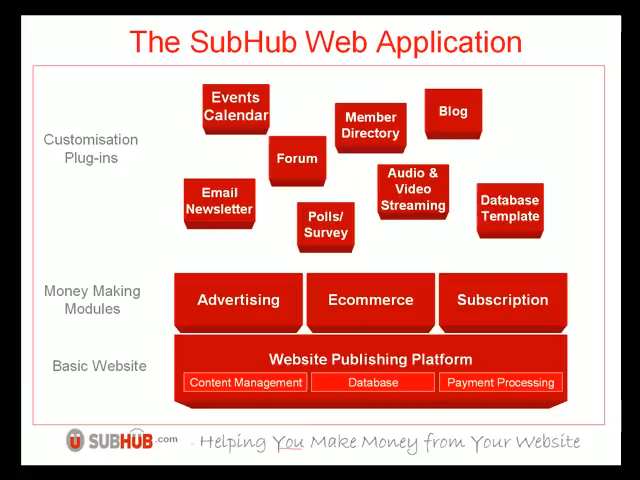 The SubHub Web Application
Customisation
Plug-ins
Events
Calendar
Member
Directory
Blog
Forum
Email
Newsletter
Polls/
Survey
Audio &
Video
Streaming
Database
Template
Money Making
Modules
Advertising
Ecommerce
Subscription
Basic Website
Website Publishing Platform
Content Management
Database
Payment Processing
SUBHUB.com - Helping You Make Money from Your Website